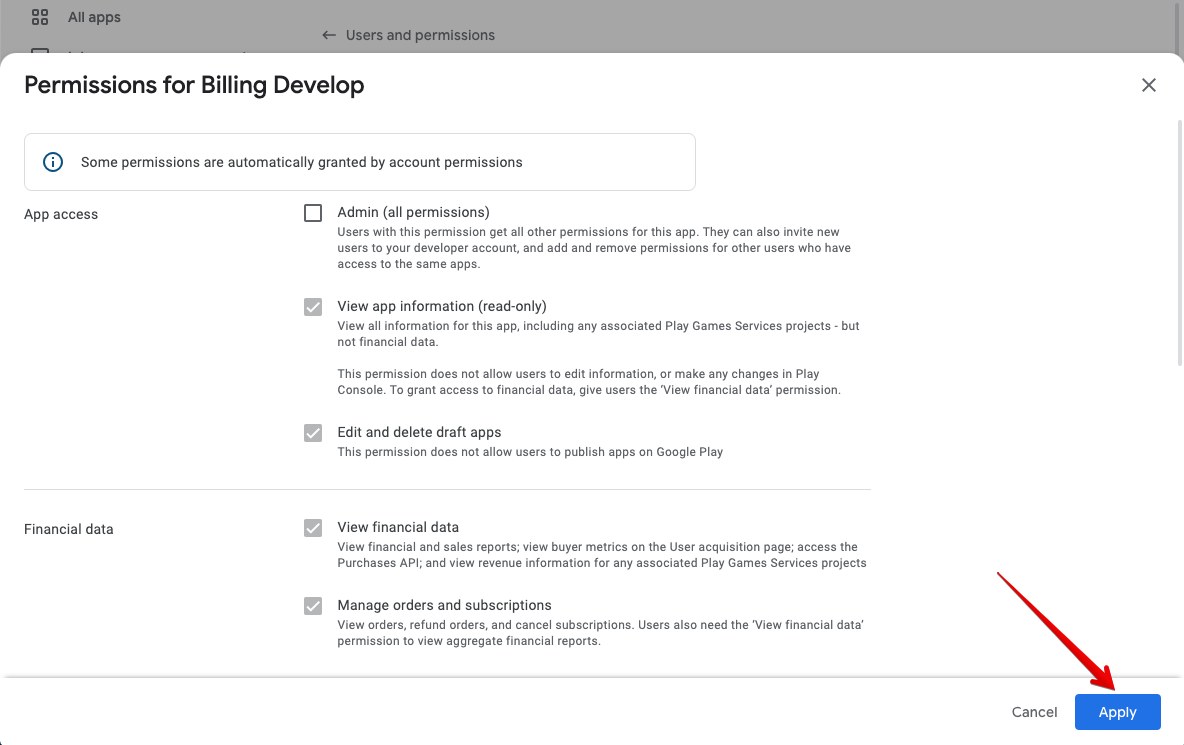 All apps
Users and permissions
Permissions for Billing Develop
Some permissions are automatically granted by account permissions
App access
Admin (all permissions)
Users with this permission get all other permissions for this app. They can also invite new
users to your developer account, and add and remove permissions for other users who have
access to the same apps.
View app information (read-only)
View all information for this app, including any associated Play Games Services projects - but
not financial data.
This permission does not allow users to edit information, or make any changes in Play
Console. To grant access to financial data, give users the ‘View financial data’ permission.
Edit and delete draft apps
This permission does not allow users to publish apps on Google Play
Financial data
View financial data
View financial and sales reports; view buyer metrics on the User acquisition page; access the
Purchases API; and view revenue information for any associated Play Games Services projects
Manage orders and subscriptions
View orders, refund orders, and cancel subscriptions. Users also need the ‘View financial data’
permission to view aggregate financial reports.
Cancel
Apply